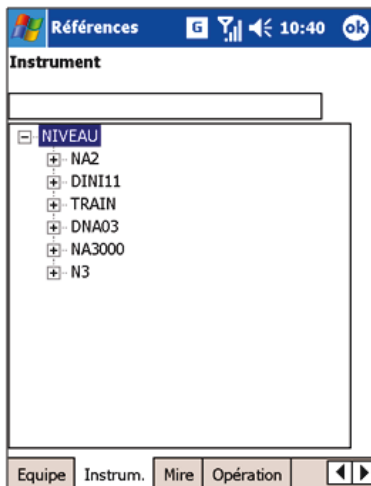 Références G 10:40 ok
Instrument
NIVEAU
NA2
DINI11
TRAIN
DNA03
NA3000
N3
Equipe Instrum. Mire Opération